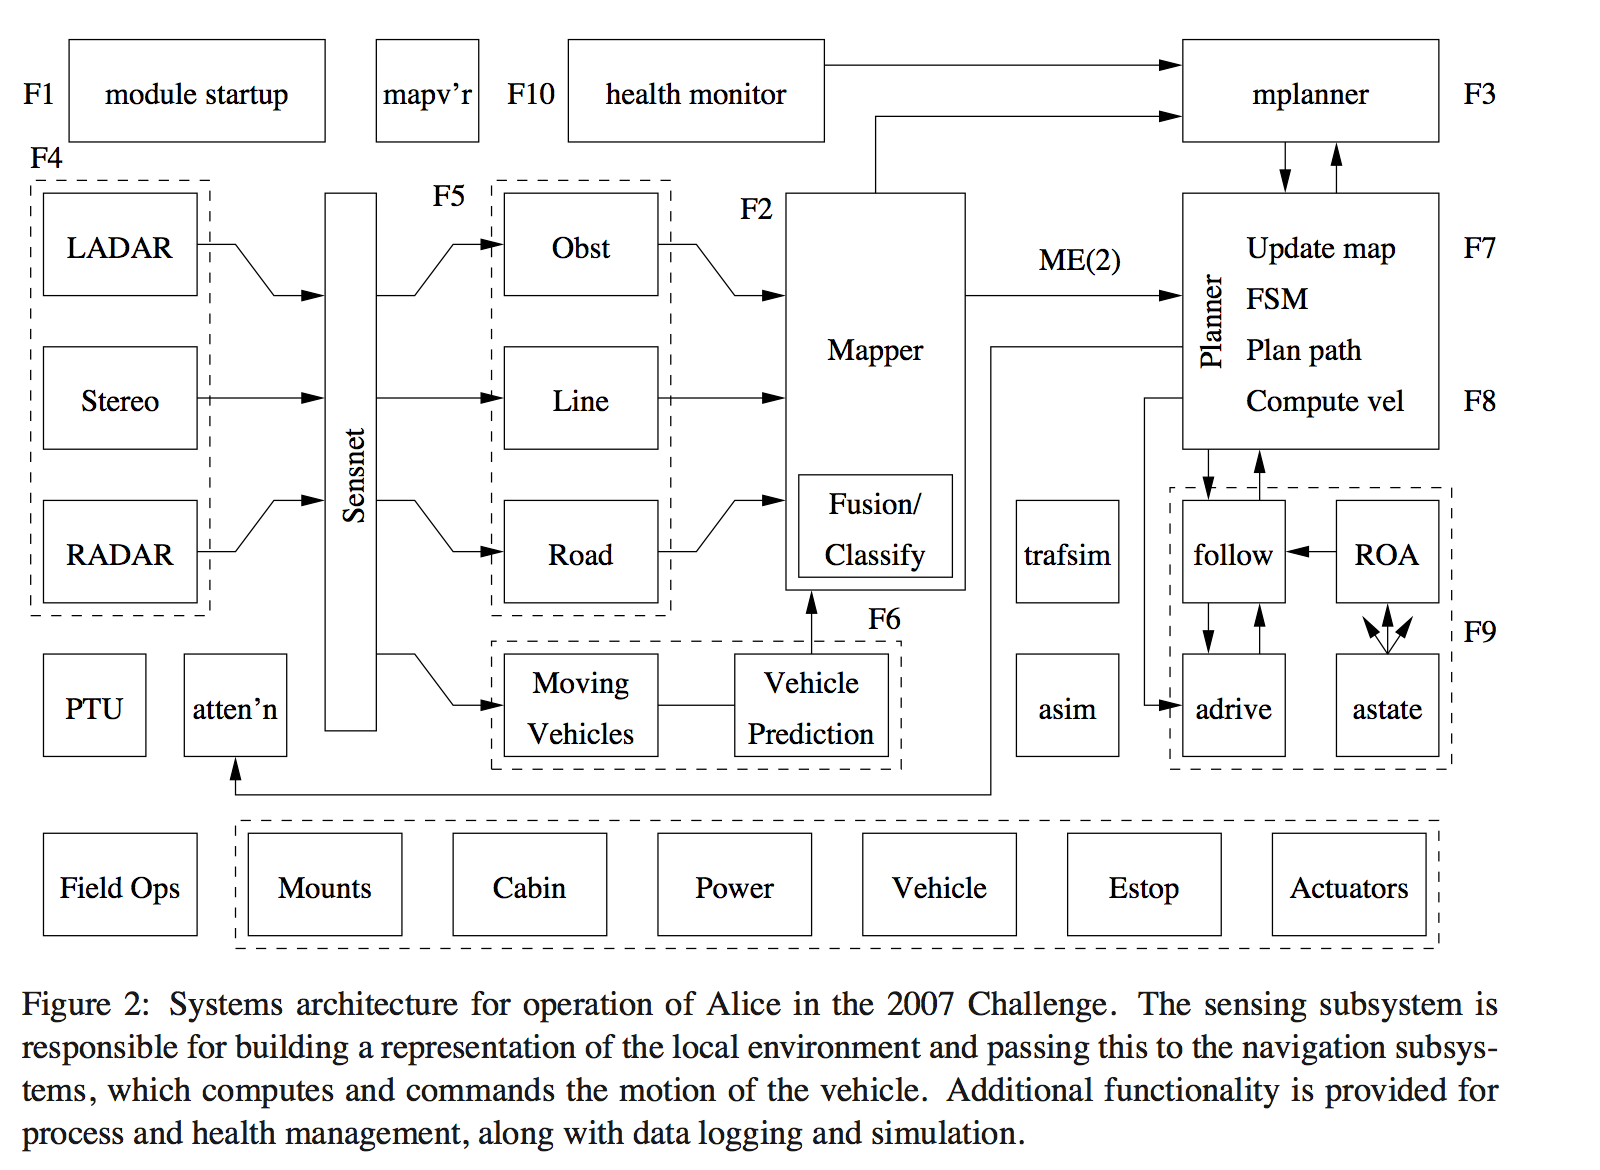 F1
module startup
mapv'r
F10
health monitor
mplanner
F3
F4
LADAR
Stereo
RADAR
Sensnet
F5
Obst
Line
Road
F2
Mapper
Fusion/
Classify
ME(2)
Planner
Update map
FSM
Plan path
Compute vel
F7
F8
F6
Moving
Vehicles
Vehicle
Prediction
PTU
atten'n
trafsim
asim
follow
ROA
adrive
astate
F9
Field Ops
Mounts
Cabin
Power
Vehicle
Estop
Actuators
Figure 2: Systems architecture for operation of Alice in the 2007 Challenge. The sensing subsystem is
responsible for building a representation of the local environment and passing this to the navigation subsys-
tems, which computes and commands the motion of the vehicle. Additional functionality is provided for
process and health management, along with data logging and simulation.